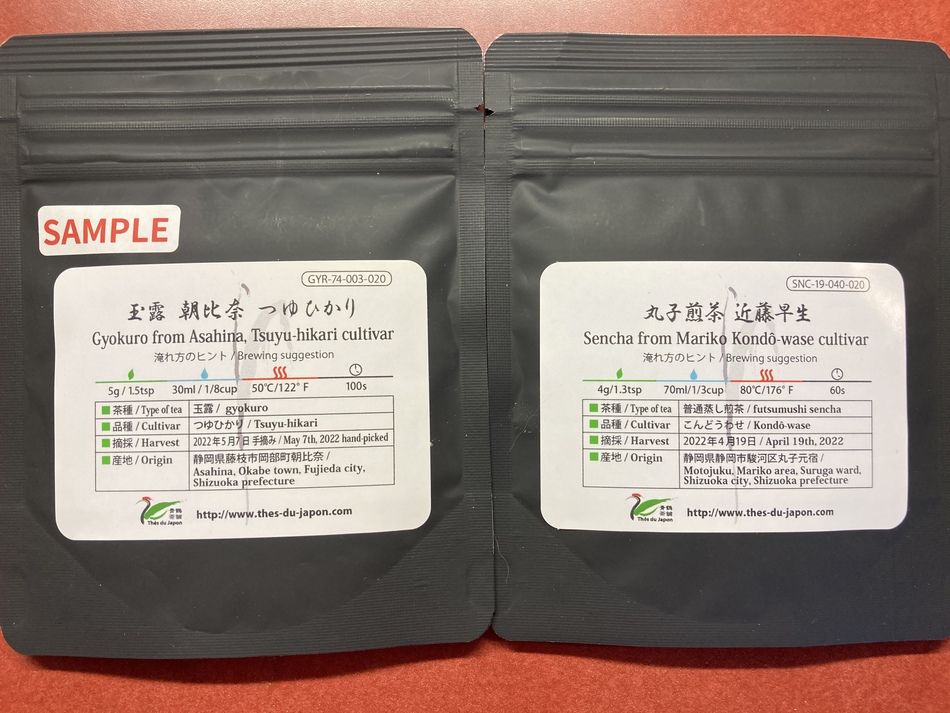 SAMPLE
GYR-74-003-020
玉露 朝比奈 つゆひかり
Gyokuro from Asahina, Tsuyu-hikari cultivar
淹れ方のヒント / Brewing suggestion
5g / 1.5tsp 30ml / 1/8cup 50℃/122° F 100s
茶種 / Type of tea 玉露 / gyokuro
品種 / Cultivar つゆひかり / Tsuyu-hikari
摘採 / Harvest 2022年5月7日 手摘み / May 7th, 2022 hand-picked
産地 / Origin 静岡県藤枝市岡部町朝比奈 /
Asahina, Okabe town, Fujieda city,
Shizuoka prefecture
青鶴茶舗
Thés du Japon
http://www.thes-du-japon.com
SNC-19-040-020
丸子煎茶 近藤早生
Sencha from Mariko Kondô-wase cultivar
淹れ方のヒント / Brewing suggestion
4g/1.3tsp 70ml/1/3cup 80℃/176° F 60s
茶種 / Type of tea 普通蒸し煎茶 / futsumushi sencha
品種 / Cultivar こんどうわせ / Kondô-wase
摘採 / Harvest 2022年4月19日 / April 19th, 2022
産地 / Origin 静岡県静岡市駿河区丸子元宿 /
Motojuku, Mariko area, Suruga ward,
Shizuoka city, Shizuoka prefecture
青鶴茶舗
Thés du Japon
http://www.thes-du-japon.com